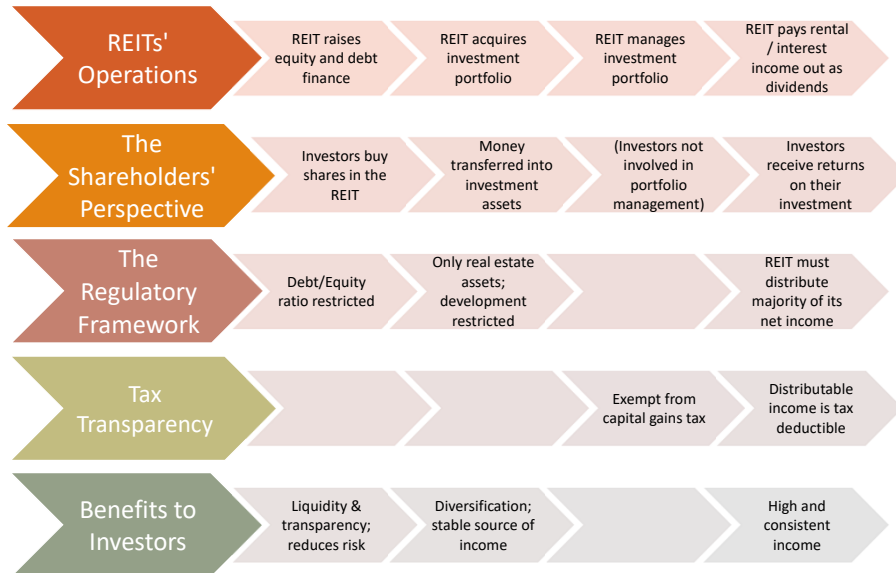 REITs'
Operations
REIT raises
equity and debt
finance
REIT acquires
investment
portfolio
REIT manages
investment
portfolio
REIT pays rental
/ interest
income out as
dividends
The
Shareholders'
Perspective
Investors buy
shares in the
REIT
Money
transferred into
investment
assets
(Investors not
involved in
portfolio
management)
Investors
receive returns
on their
investment
The
Regulatory
Framework
Debt/Equity
ratio restricted
Only real estate
assets;
development
restricted
REIT must
distribute
majority of its
net income
Tax
Transparency
Exempt from
capital gains tax
Distributable
income is tax
deductible
Benefits to
Investors
Liquidity &
transparency;
reduces risk
Diversification;
stable source of
income
High and
consistent
income